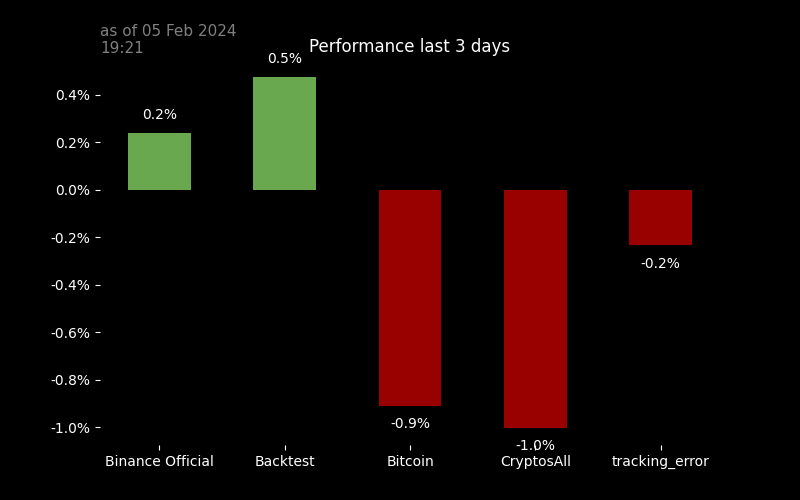 as of 05 Feb 2024
19:21
Performance last 3 days
0.5%
0.4%
0.2%
0.2%
0.0%
-0.2%
-0.2%
-0.4%
-0.6%
-0.8%
-0.9%
-1.0%
-1.0%
Binance Official
Backtest
Bitcoin
CryptosAll
tracking_error